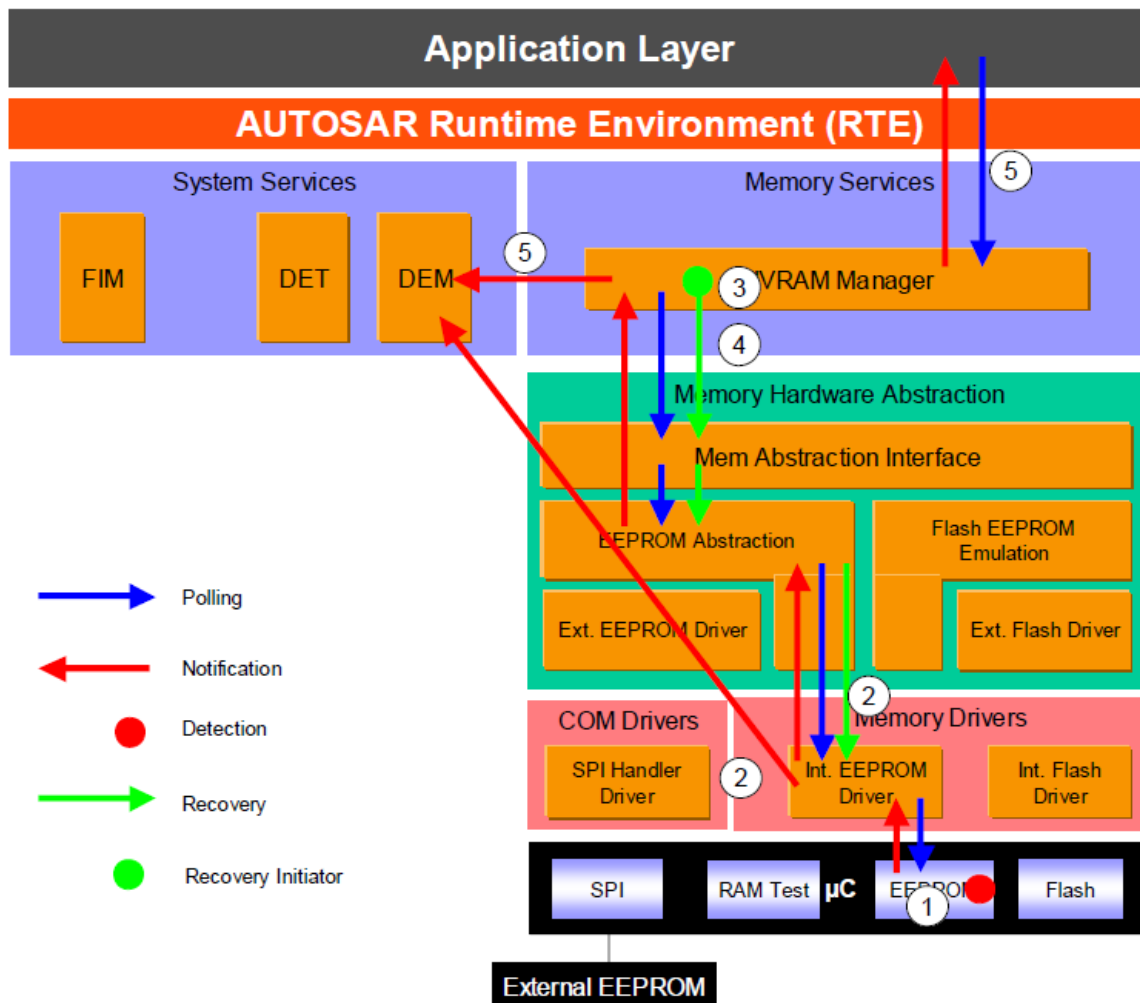 Application Layer
AUTOSAR Runtime Environment (RTE)
System Services
Memory Services
5
FIM
DET
DEM
5
VRAM Manager
3
4
Memory Hardware Abstraction
Mem Abstraction Interface
EEPROM Abstraction
Flash EEPROM
Emulation
Ext. EEPROM Driver
Ext. Flash Driver
2
COM Drivers
Memory Drivers
SPI Handler
Driver
2
Int. EEPROM
Driver
Int. Flash
Driver
SPI
RAM Test
µC
EEPROM
1
Flash
External EEPROM
Polling
Notification
Detection
Recovery
Recovery Initiator